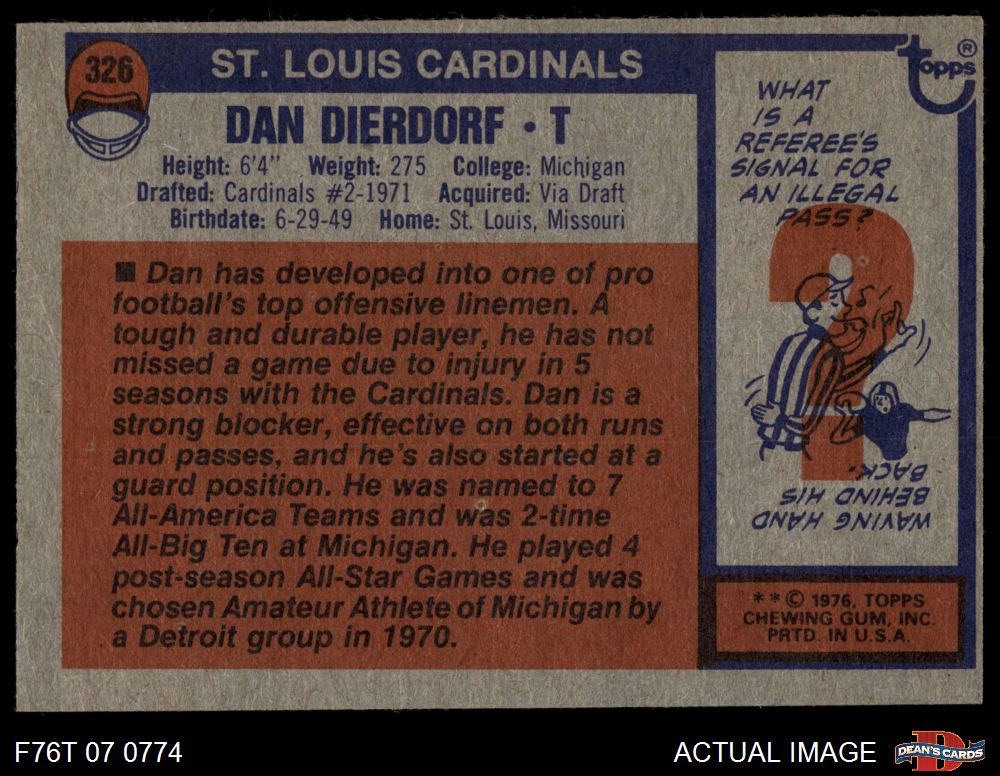 326
ST. LOUIS CARDINALS
DAN DIERDORF • T
Height: 6'4" Weight: 275 College: Michigan
Drafted: Cardinals #2-1971 Acquired: Via Draft
Birthdate: 6-29-49 Home: St. Louis, Missouri
■ Dan has developed into one of pro
football's top offensive linemen. A
tough and durable player, he has not
missed a game due to injury in 5
seasons with the Cardinals. Dan is a
strong blocker, effective on both runs
and passes, and he's also started at a
guard position. He was named to 7
All-America Teams and was 2-time
All-Big Ten at Michigan. He played 4
post-season All-Star Games and was
chosen Amateur Athlete of Michigan by
a Detroit group in 1970.
topps ®
WHAT
IS A
REFEREE'S
SIGNAL FOR
AN ILLEGAL
PASS?
WAVING HAND
BEHIND HIS
BACK.
**© 1976, TOPPS
CHEWING GUM, INC.
PRTD. IN U.S.A.
F76T 07 0774
ACTUAL IMAGE
DEAN'S CARDS